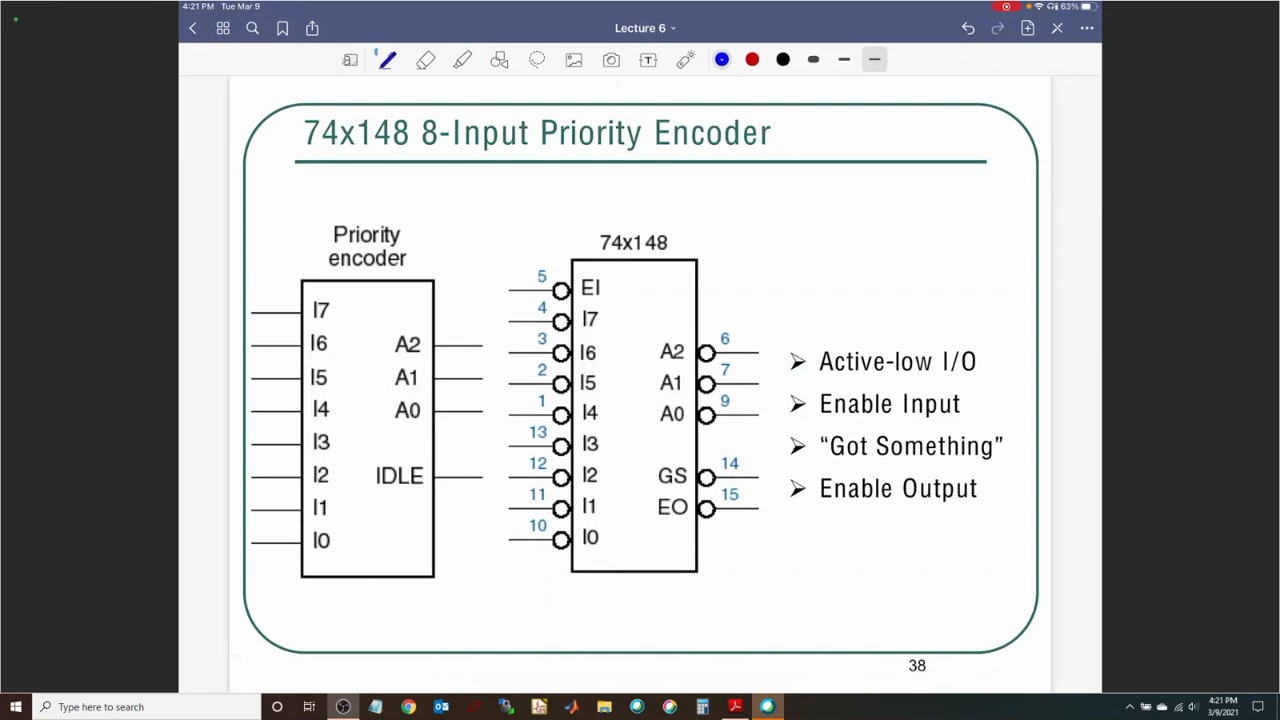 4:21 PM Tue Mar 9
63%
Lecture 6
T
74x148 8-Input Priority Encoder
Priority
encoder
I7
I6
I5
I4
I3
I2
I1
I0
A2
A1
A0
IDLE
74x148
5
4
3
2
1
13
12
11
10
EI
I7
I6
I5
I4
I3
I2
I1
I0
A2
A1
A0
GS
EO
6
7
9
14
15
➢ Active-low I/O
➢ Enable Input
➢ “Got Something”
➢ Enable Output
38
Type here to search
4:21 PM
3/9/2021